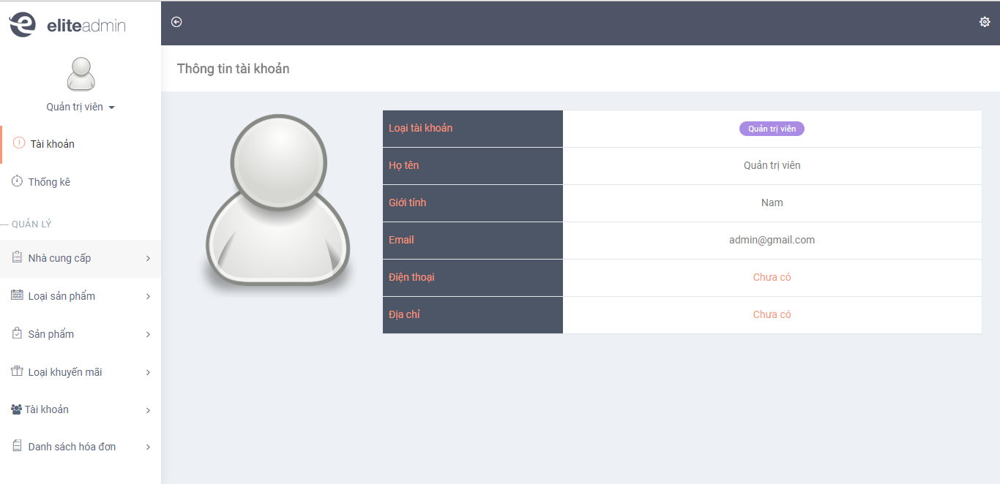 eliteadmin
Quản trị viên
Tài khoản
Thống kê
--- QUẢN LÝ
Nhà cung cấp
Loại sản phẩm
Sản phẩm
Loại khuyến mãi
Tài khoản
Danh sách hóa đơn
Thông tin tài khoản
Loại tài khoản Quản trị viên
Họ tên Quản trị viên
Giới tính Nam
Email admin@gmail.com
Điện thoại Chưa có
Địa chỉ Chưa có